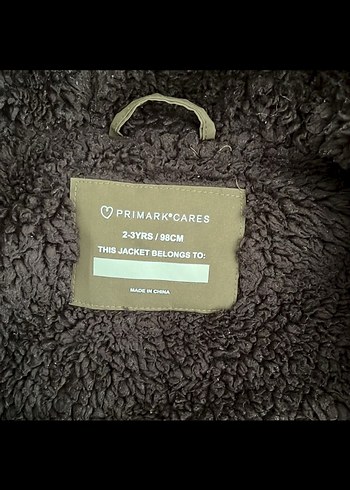 PRIMARK®CARES
2-3YRS / 98CM
THIS JACKET BELONGS TO:
MADE IN CHINA